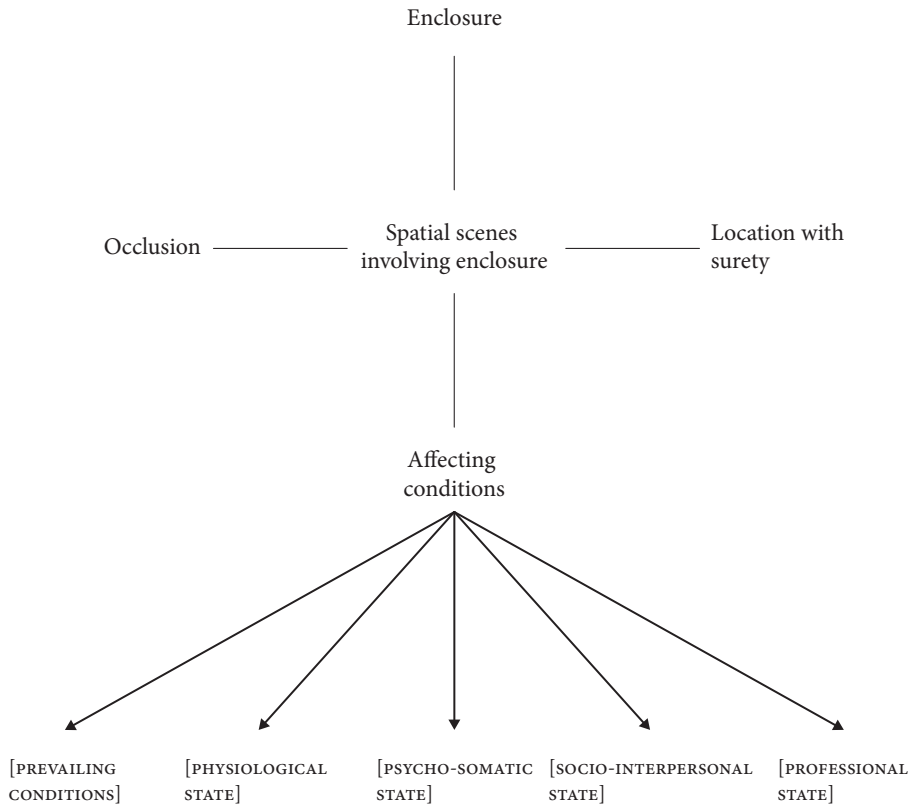 Enclosure
Occlusion
Spatial scenes
involving enclosure
Location with
surety
Affecting
conditions
[PREVAILING
CONDITIONS]
[PHYSIOLOGICAL
STATE]
[PSYCHO-SOMATIC
STATE]
[SOCIO-INTERPERSONAL
STATE]
[PROFESSIONAL
STATE]